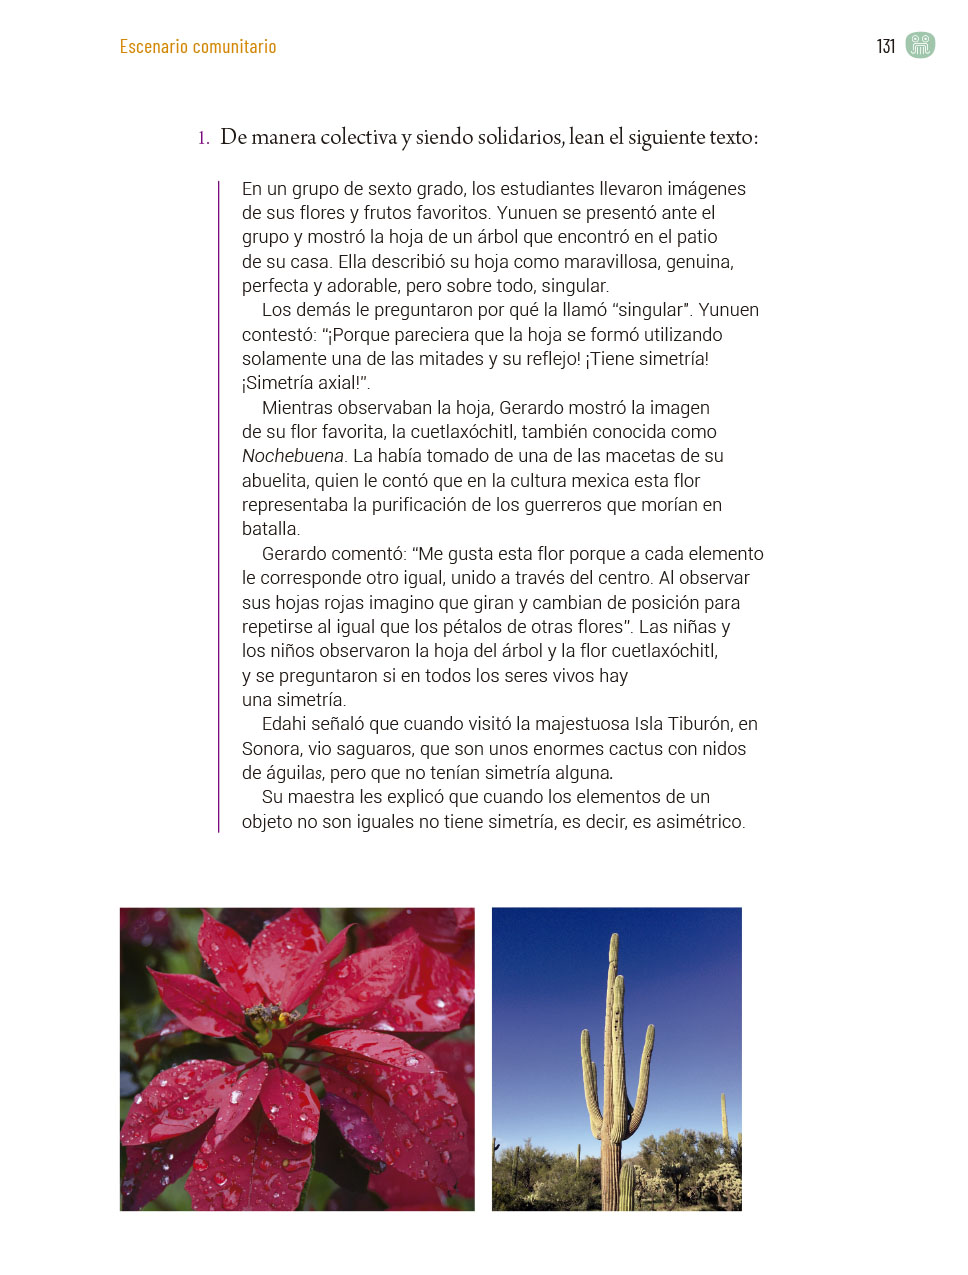 Escenario comunitario
131
1. De manera colectiva y siendo solidarios, lean el siguiente texto:
En un grupo de sexto grado, los estudiantes llevaron imágenes
de sus flores y frutos favoritos. Yunuen se presentó ante el
grupo y mostró la hoja de un árbol que encontró en el patio
de su casa. Ella describió su hoja como maravillosa, genuina,
perfecta y adorable, pero sobre todo, singular.
Los demás le preguntaron por qué la llamó “singular”. Yunuen
contestó: “¡Porque pareciera que la hoja se formó utilizando
solamente una de las mitades y su reflejo! ¡Tiene simetría!
¡Simetría axial!”.
Mientras observaban la hoja, Gerardo mostró la imagen
de su flor favorita, la cuetlaxóchitl, también conocida como
Nochebuena. La había tomado de una de las macetas de su
abuelita, quien le contó que en la cultura mexica esta flor
representaba la purificación de los guerreros que morían en
batalla.
Gerardo comentó: “Me gusta esta flor porque a cada elemento
le corresponde otro igual, unido a través del centro. Al observar
sus hojas rojas imagino que giran y cambian de posición para
repetirse al igual que los pétalos de otras flores”. Las niñas y
los niños observaron la hoja del árbol y la flor cuetlaxóchitl,
y se preguntaron si en todos los seres vivos hay
una simetría.
Edahi señaló que cuando visitó la majestuosa Isla Tiburón, en
Sonora, vio saguaros, que son unos enormes cactus con nidos
de águilas, pero que no tenían simetría alguna.
Su maestra les explicó que cuando los elementos de un
objeto no son iguales no tiene simetría, es decir, es asimétrico.